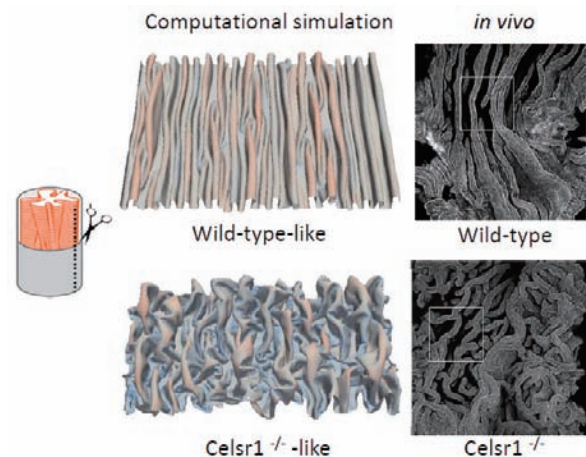 Computational simulation
in vivo
Wild-type-like
Wild-type
Celsr1 -/- -like
Celsr1 -/-